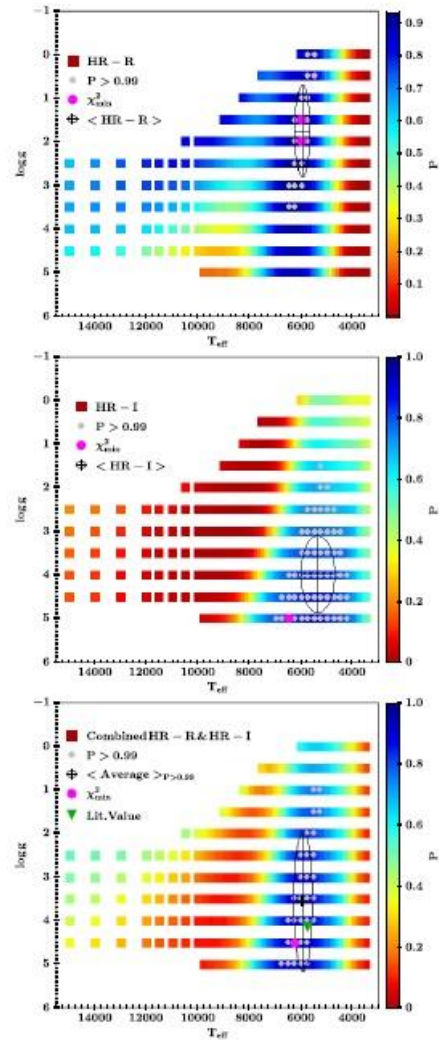 −1
0
1
2
3
4
5
6
log g
HR − R
P > 0.99
χ²min
< HR − R >
14000 12000 10000 8000 6000 4000
Teff
0.9
0.8
0.7
0.6
0.5
0.4
0.3
0.2
0.1
P
−1
0
1
2
3
4
5
6
log g
HR − I
P > 0.99
χ²min
< HR − I >
14000 12000 10000 8000 6000 4000
Teff
1.0
0.8
0.6
0.4
0.2
0
P
−1
0
1
2
3
4
5
6
log g
Combined HR − R & HR − I
P > 0.99
< Average >P>0.99
χ²min
Lit. Value
14000 12000 10000 8000 6000 4000
Teff
1.0
0.8
0.6
0.4
0.2
0
P